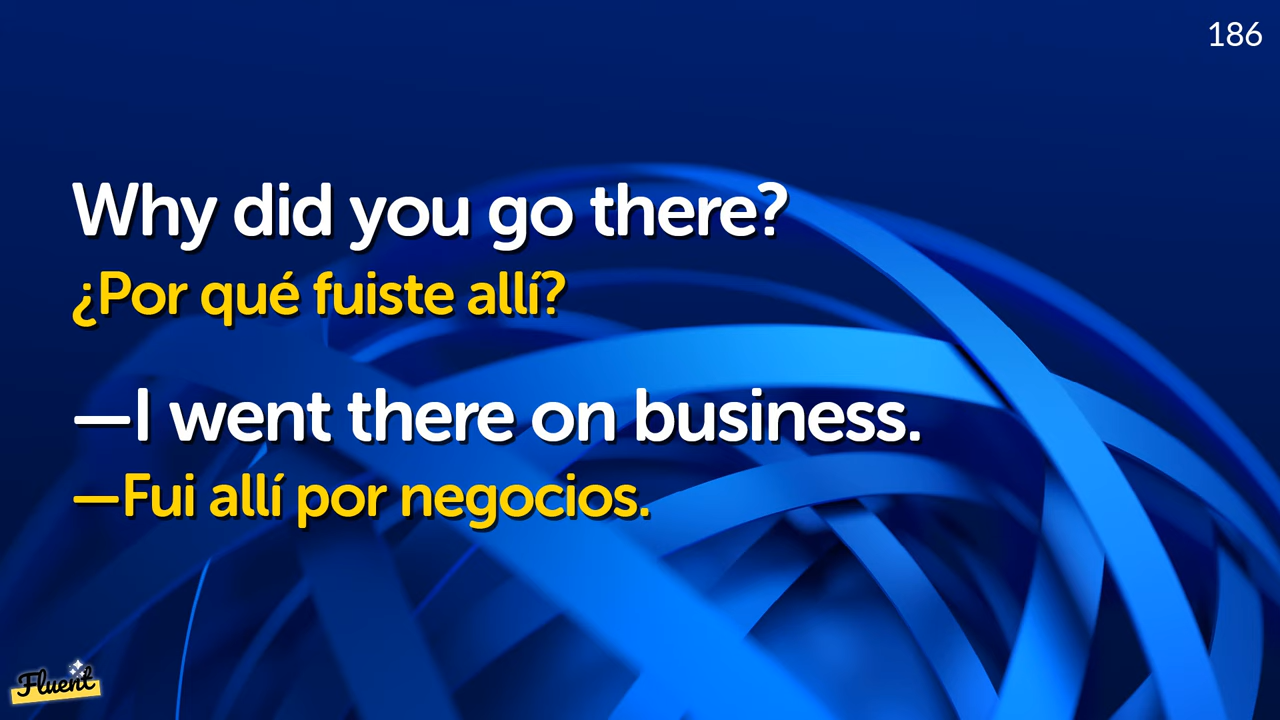 186
Why did you go there?
¿Por qué fuiste allí?
—I went there on business.
—Fui allí por negocios.
Fluent